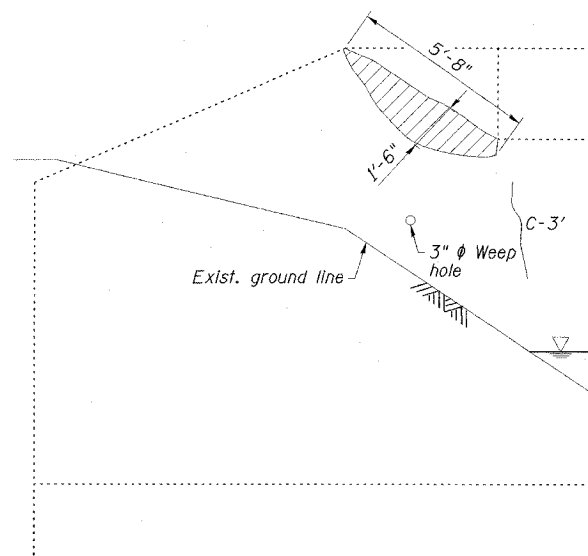 5'-8"
1'-6"
C-3'
3" ϕ Weep
hole
Exist. ground line